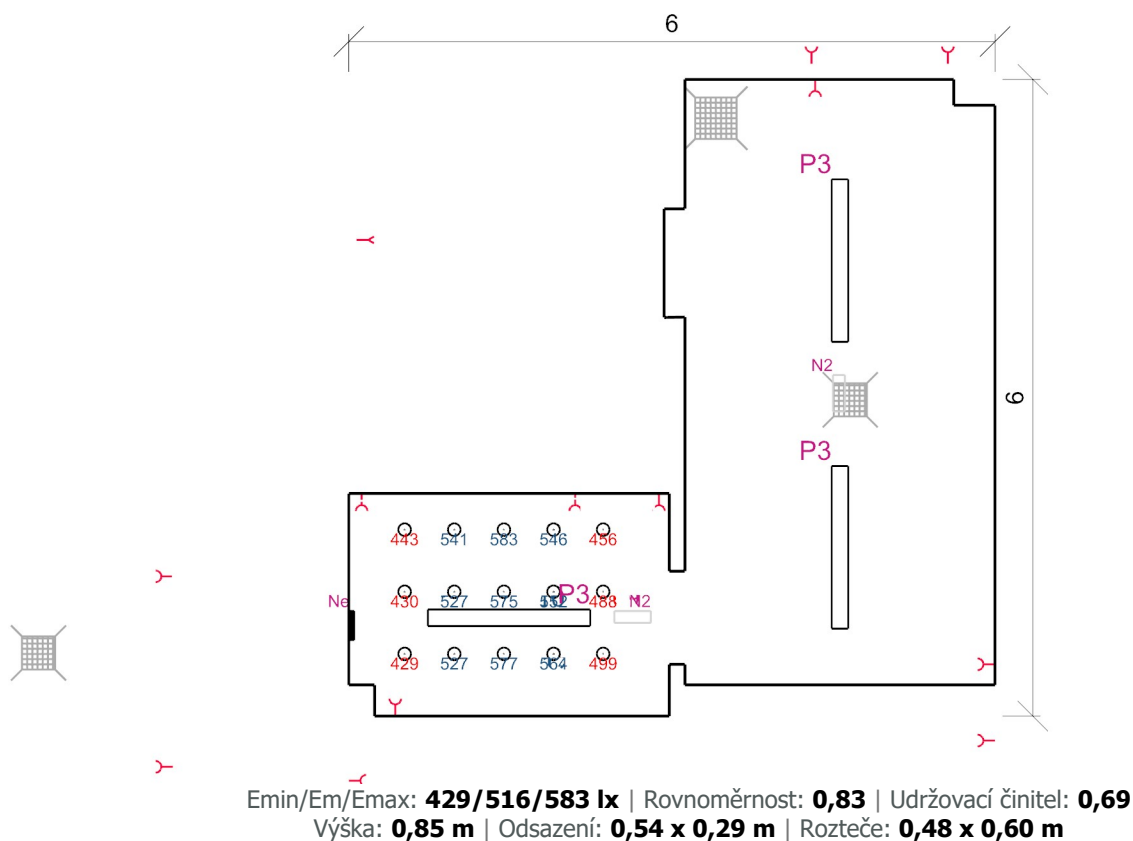 6
P3
N2
6
P3
443 541 583 546 456
Ne 430 527 575 P3 488 N2
429 527 577 564 499
Emin/Em/Emax: 429/516/583 lx | Rovnoměrnost: 0,83 | Udržovací činitel: 0,69
Výška: 0,85 m | Odsazení: 0,54 x 0,29 m | Rozteče: 0,48 x 0,60 m